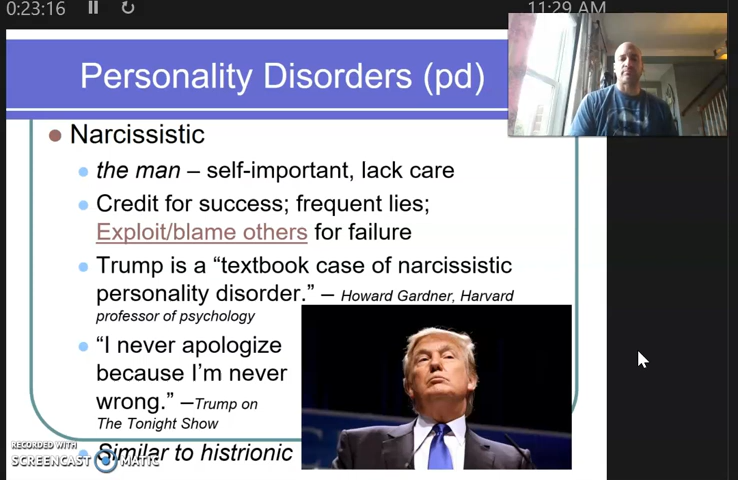 0:23:16
11:29 AM
Personality Disorders (pd)
Narcissistic
the man – self-important, lack care
Credit for success; frequent lies;
Exploit/blame others for failure
Trump is a “textbook case of narcissistic
personality disorder.” – Howard Gardner, Harvard
professor of psychology
“I never apologize
because I’m never
wrong.” –Trump on
The Tonight Show
Similar to histrionic
RECORDED WITH
SCREENCAST MATIC